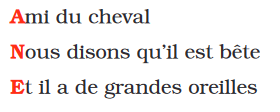 Ami du cheval
Nous disons qu'il est bête
Et il a de grandes oreilles